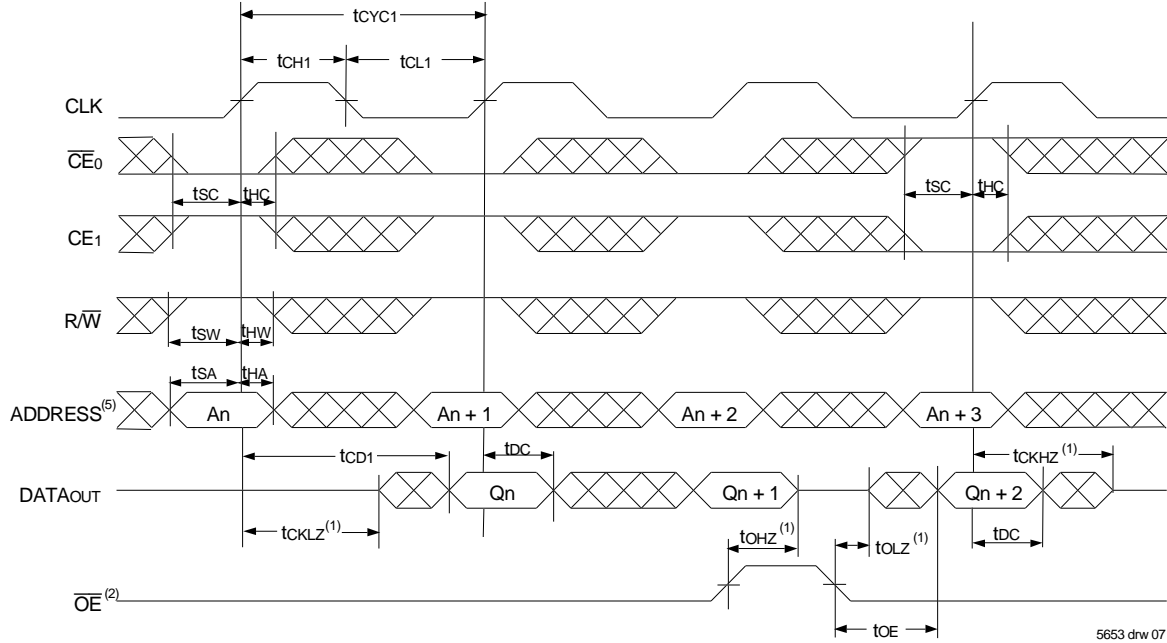 tCYC1
tCH1 tCL1
CLK
CE0
tSC tHC tSC tHC
CE1
R/W
tSW tHW
tSA tHA
ADDRESS(5) An An + 1 An + 2 An + 3
tCD1 tDC tCKHZ(1)
DATAOUT Qn Qn + 1 Qn + 2
tCKLZ(1) tOHZ(1) tOLZ(1) tDC
OE(2)
tOE
5653 drw 07